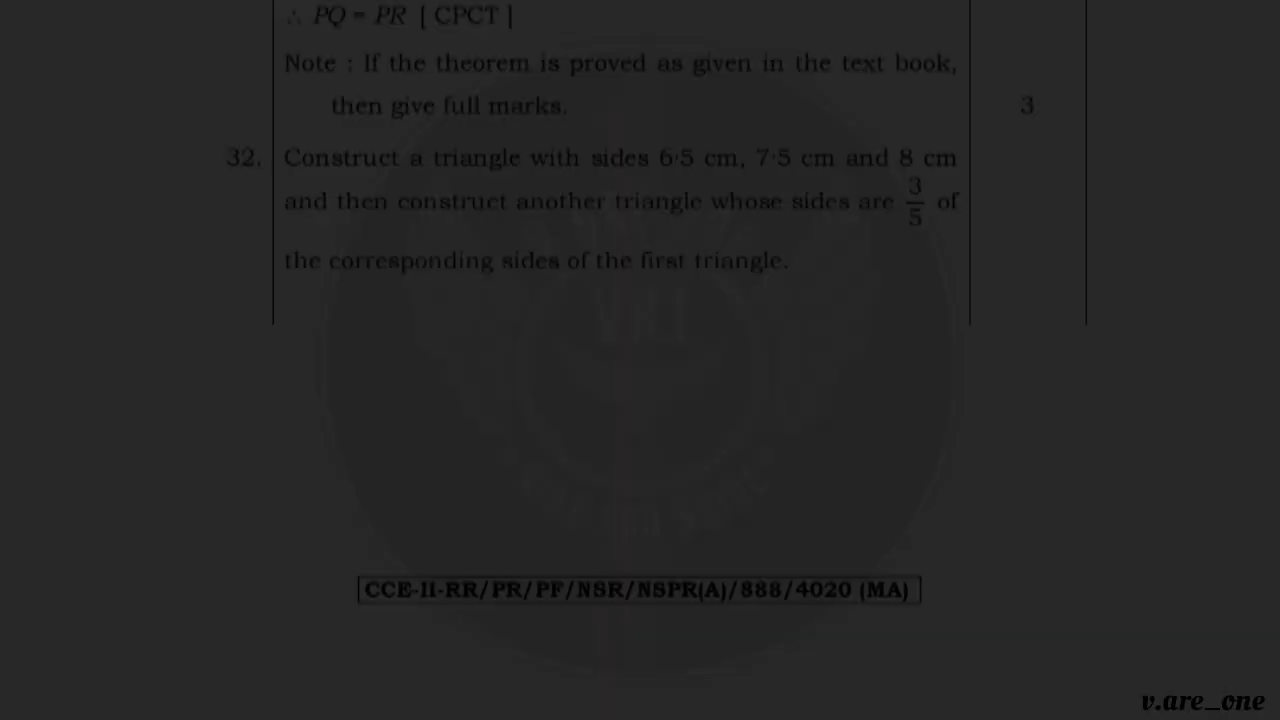 ∴ PQ = PR [ CPCT ]
Note : If the theorem is proved as given in the text book,
then give full marks. 3
32. Construct a triangle with sides 6·5 cm, 7·5 cm and 8 cm
and then construct another triangle whose sides are 3/5 of
the corresponding sides of the first triangle.
VRI
CCE-II-RR/PR/PF/NSR/NSPR(A)/888/4020 (MA)
v.are_one